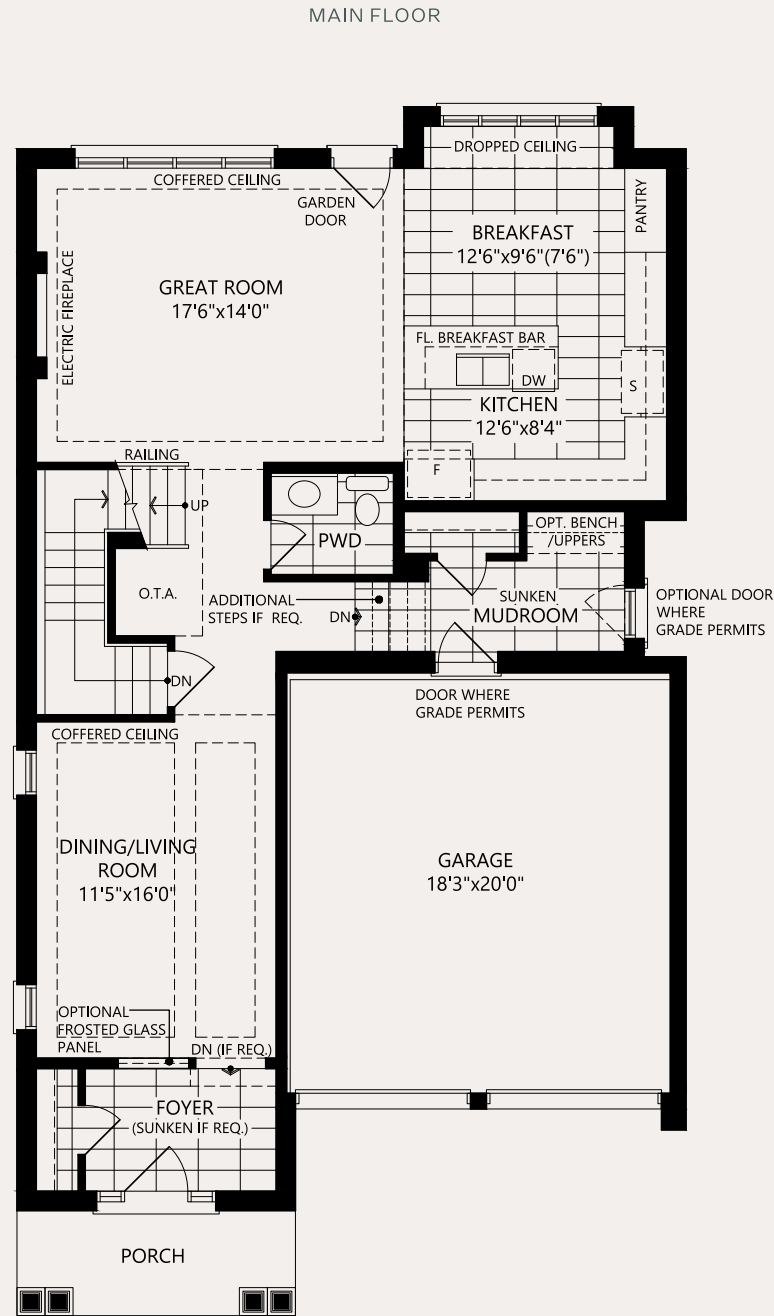 MAIN FLOOR
DROPPED CEILING
COFFERED CEILING
GARDEN
DOOR
PANTRY
BREAKFAST
12'6"x9'6"(7'6")
GREAT ROOM
17'6"x14'0"
ELECTRIC FIREPLACE
FL. BREAKFAST BAR
DW
S
KITCHEN
12'6"x8'4"
RAILING
F
UP
PWD
OPT. BENCH
/UPPERS
O.T.A.
ADDITIONAL
STEPS IF REQ.
DN
SUNKEN
MUDROOM
OPTIONAL DOOR
WHERE
GRADE PERMITS
DN
DOOR WHERE
GRADE PERMITS
COFFERED CEILING
DINING/LIVING
ROOM
11'5"x16'0"
GARAGE
18'3"x20'0"
OPTIONAL
FROSTED GLASS
PANEL
DN (IF REQ.)
FOYER
(SUNKEN IF REQ.)
PORCH